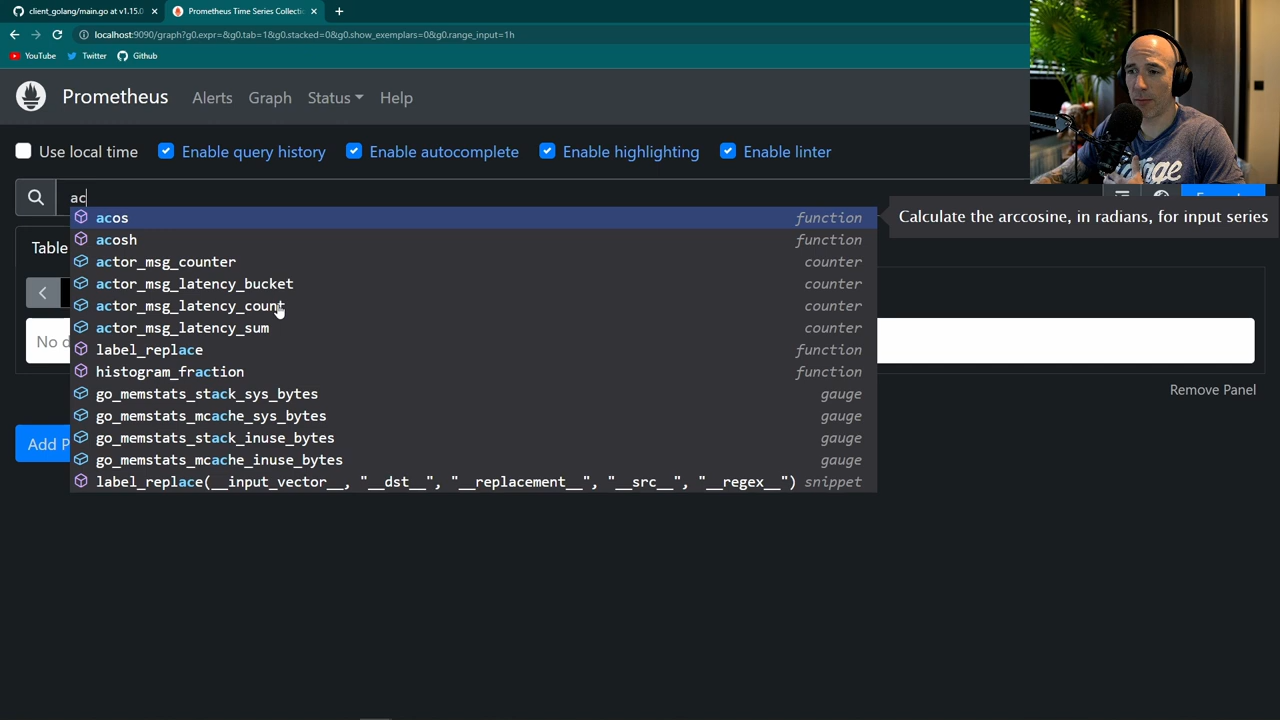 client_golang/main.go at v1.15.0
Prometheus Time Series Collectio
localhost:9090/graph?g0.expr=&g0.tab=1&g0.stacked=0&g0.show_exemplars=0&g0.range_input=1h
YouTube Twitter Github
Prometheus Alerts Graph Status Help
Use local time Enable query history Enable autocomplete Enable highlighting Enable linter
ac
acos function
Calculate the arccosine, in radians, for input series
acosh function
actor_msg_counter counter
actor_msg_latency_bucket counter
actor_msg_latency_count counter
actor_msg_latency_sum counter
label_replace function
histogram_fraction function
go_memstats_stack_sys_bytes gauge
go_memstats_mcache_sys_bytes gauge
go_memstats_stack_inuse_bytes gauge
go_memstats_mcache_inuse_bytes gauge
label_replace(__input_vector__, "__dst__", "__replacement__", "__src__", "__regex__") snippet
Table
No d
Remove Panel
Add P